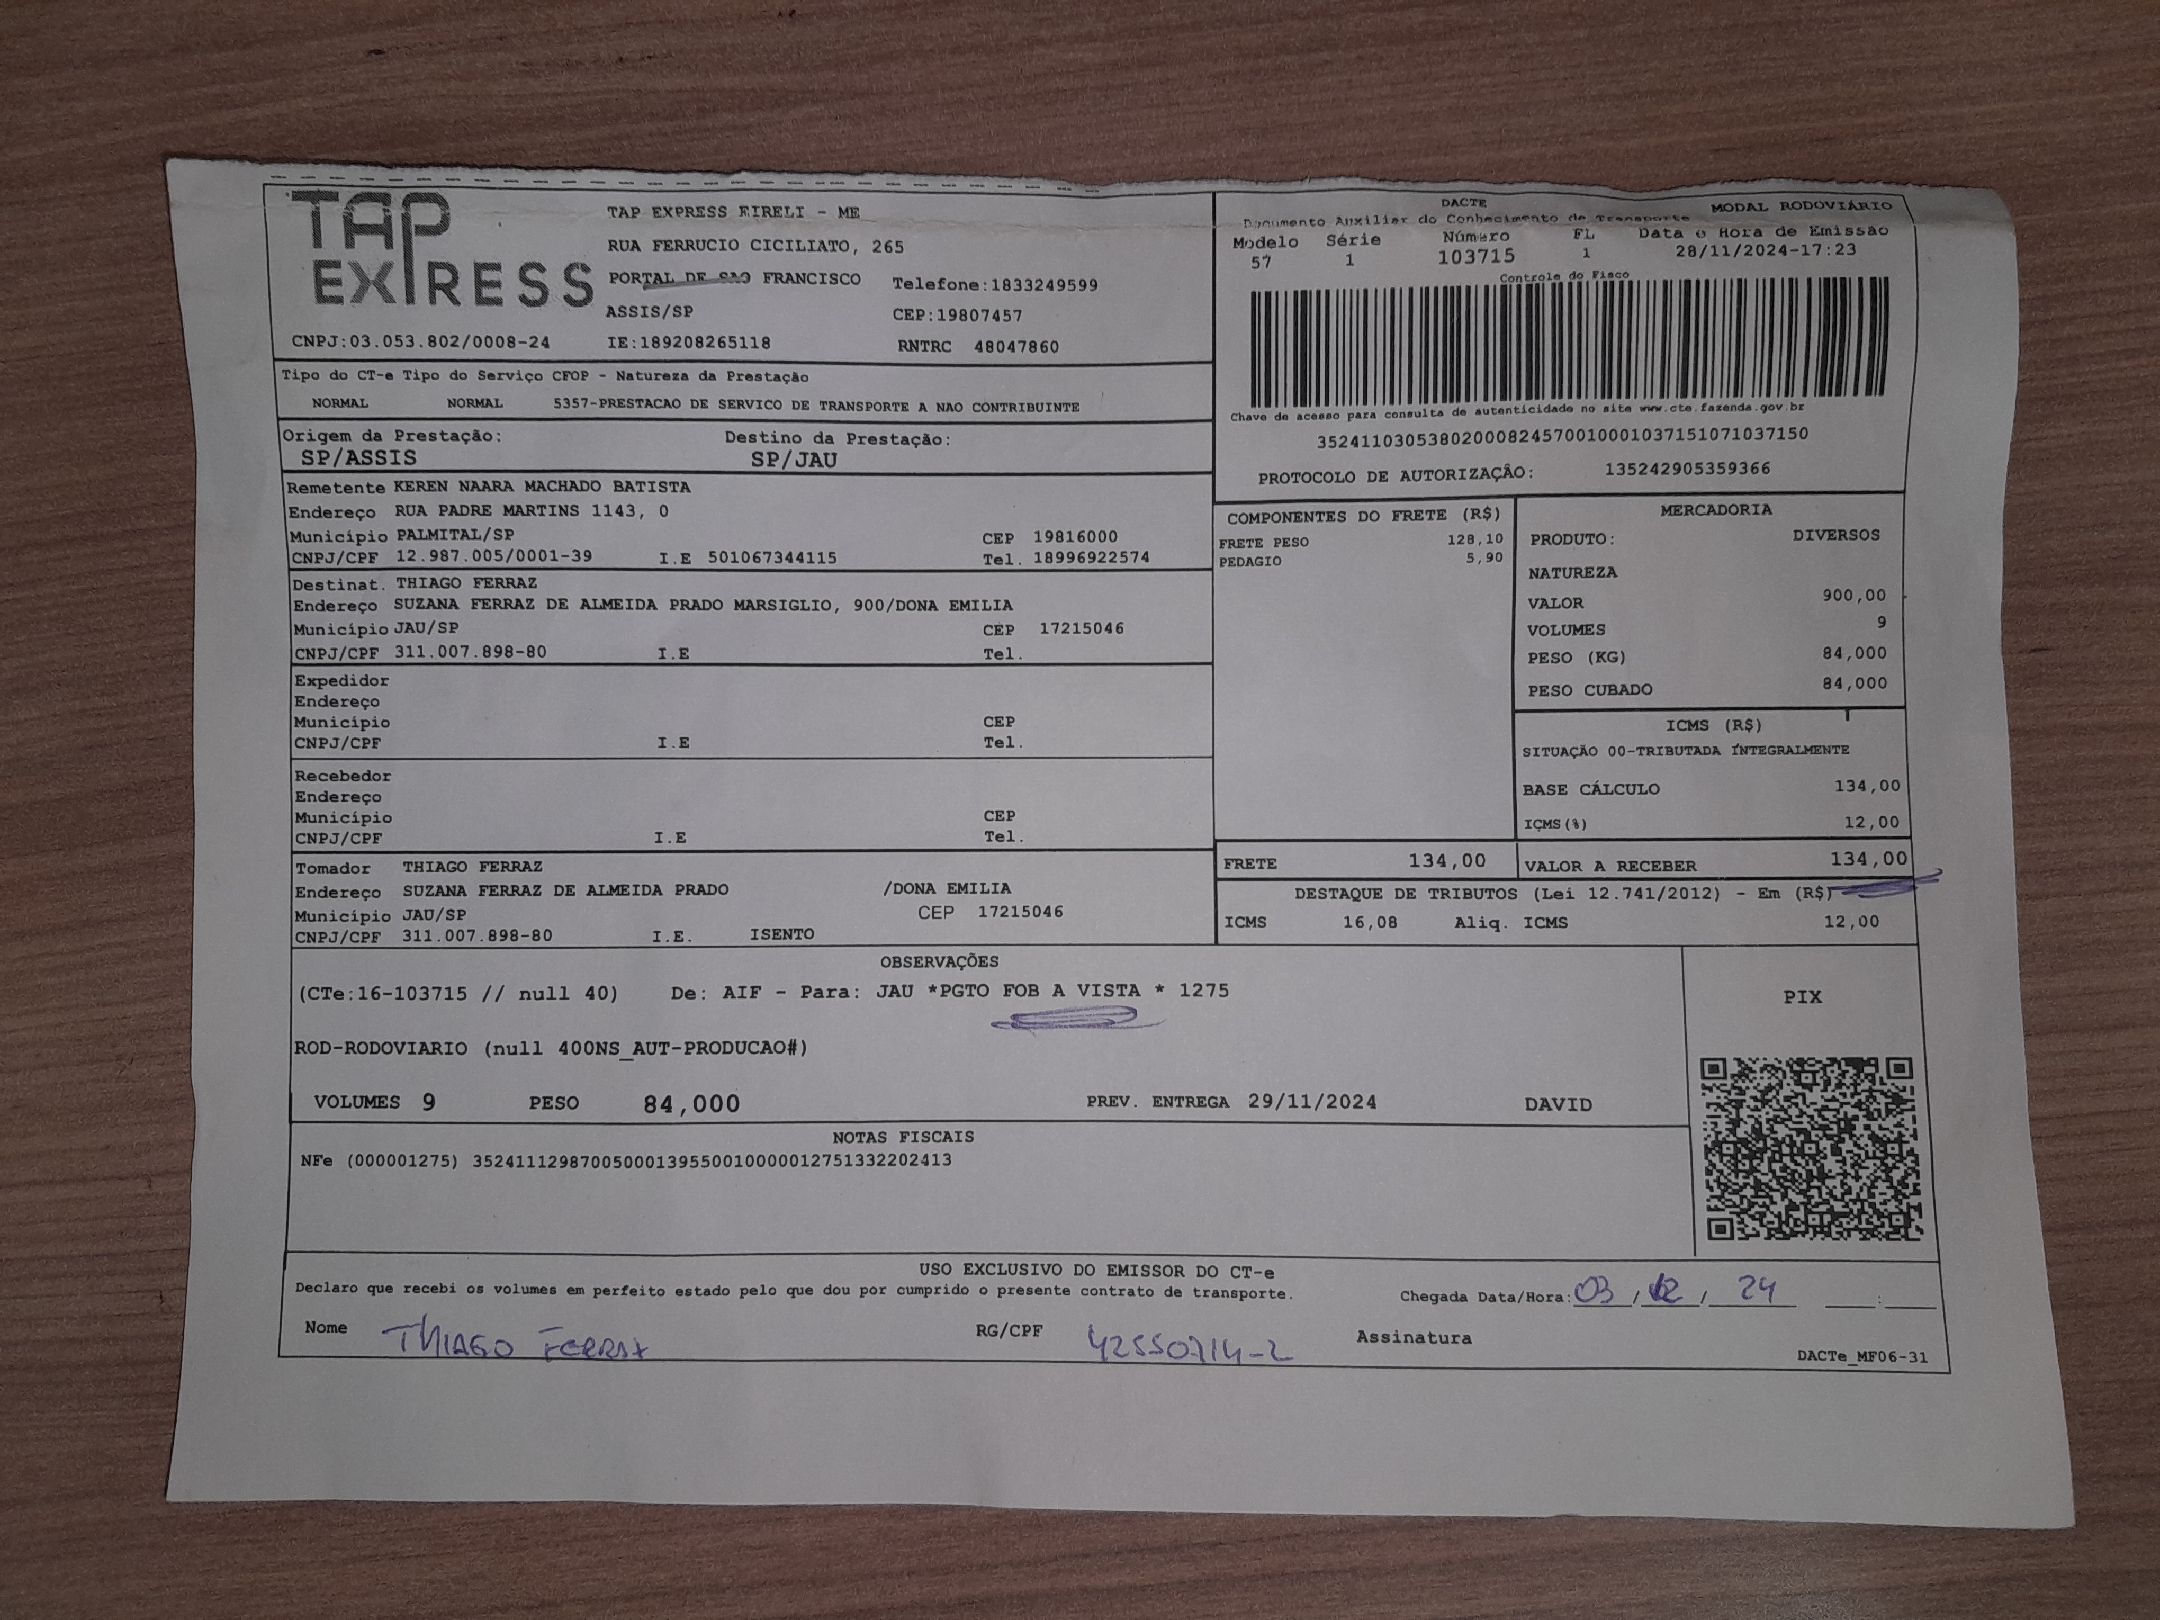 TAP EXPRESS
TAP EXPRESS EIRELI - ME
RUA FERRUCIO CICILIATO, 265
PORTAL DE SAO FRANCISCO Telefone:1833249599
ASSIS/SP CEP:19807457
CNPJ:03.053.802/0008-24 IE:189208265118 RNTRC 48047860
DACTE MODAL RODOVIÁRIO
Documento Auxiliar do Conhecimento de Transporte
Modelo Série Número FL Data e Hora de Emissão
57 1 103715 1 28/11/2024-17:23
Controle do Fisco
Chave de acesso para consulta de autenticidade no site www.cte.fazenda.gov.br
35241103053802000824570010001037151071037150
PROTOCOLO DE AUTORIZAÇÂO: 135242905359366
Tipo do CT-e Tipo do Serviço CFOP - Natureza da Prestação
NORMAL NORMAL 5357-PRESTACAO DE SERVICO DE TRANSPORTE A NAO CONTRIBUINTE
Origem da Prestação: Destino da Prestação:
SP/ASSIS SP/JAU
Remetente KEREN NAARA MACHADO BATISTA
Endereço RUA PADRE MARTINS 1143, 0
Município PALMITAL/SP CEP 19816000
CNPJ/CPF 12.987.005/0001-39 I.E 501067344115 Tel. 18996922574
Destinat. THIAGO FERRAZ
Endereço SUZANA FERRAZ DE ALMEIDA PRADO MARSIGLIO, 900/DONA EMILIA
Município JAU/SP CEP 17215046
CNPJ/CPF 311.007.898-80 I.E Tel.
Expedidor
Endereço
Município CEP
CNPJ/CPF I.E Tel.
Recebedor
Endereço
Município CEP
CNPJ/CPF I.E Tel.
Tomador THIAGO FERRAZ
Endereço SUZANA FERRAZ DE ALMEIDA PRADO /DONA EMILIA
Município JAU/SP CEP 17215046
CNPJ/CPF 311.007.898-80 I.E. ISENTO
COMPONENTES DO FRETE (R$)
FRETE PESO 128,10
PEDAGIO 5,90
MERCADORIA
PRODUTO: DIVERSOS
NATUREZA
VALOR 900,00
VOLUMES 9
PESO (KG) 84,000
PESO CUBADO 84,000
ICMS (R$)
SITUAÇÃO 00-TRIBUTADA INTEGRALMENTE
BASE CÁLCULO 134,00
IÇMS(%) 12,00
FRETE 134,00 VALOR A RECEBER 134,00
DESTAQUE DE TRIBUTOS (Lei 12.741/2012) - Em (R$)
ICMS 16,08 Aliq. ICMS 12,00
OBSERVAÇÕES
(CTe:16-103715 // null 40) De: AIF - Para: JAU *PGTO FOB A VISTA * 1275
ROD-RODOVIARIO (null 400NS_AUT-PRODUCAO#)
VOLUMES 9 PESO 84,000 PREV. ENTREGA 29/11/2024 DAVID
PIX
NOTAS FISCAIS
NFe (000001275) 35241112987005000139550010000012751332202413
USO EXCLUSIVO DO EMISSOR DO CT-e
Declaro que recebi os volumes em perfeito estado pelo que dou por cumprido o presente contrato de transporte. Chegada Data/Hora: 03 / 12 / 24 :
Nome THIAGO FERRAZ RG/CPF 42550714-2 Assinatura
DACTe_MF06-31